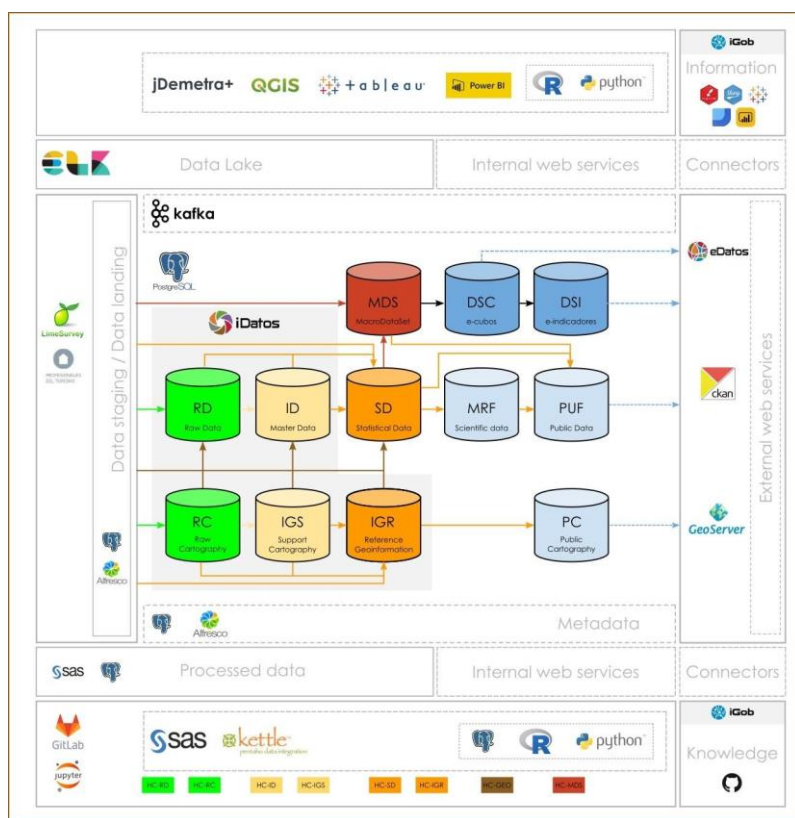 iGob
Information
jDemetra+
QGIS
+ a b l e a u
Power BI
R
python
Data Lake
Internal web services
Connectors
kafka
Data staging / Data landing
PostgreSQL
LimeSurvey
iDatos
MDS
MacroDataSet
DSC
e-cubos
DSI
e-indicadores
eDatos
RD
Raw Data
ID
Master Data
SD
Statistical Data
MRF
Scientific data
PUF
Public Data
ckan
External web services
RC
Raw
Cartography
IGS
Support
Cartography
IGR
Reference
Geoinformation
PC
Public
Cartography
GeoServer
Alfresco
Alfresco
Metadata
sas
Processed data
Internal web services
Connectors
GitLab
jupyter
sas
kettle
pentaho data integration
R
python
iGob
Knowledge
HC-RD
HC-RC
HC-ID
HC-IGS
HC-SD
HC-IGR
HC-GEO
HC-MDS